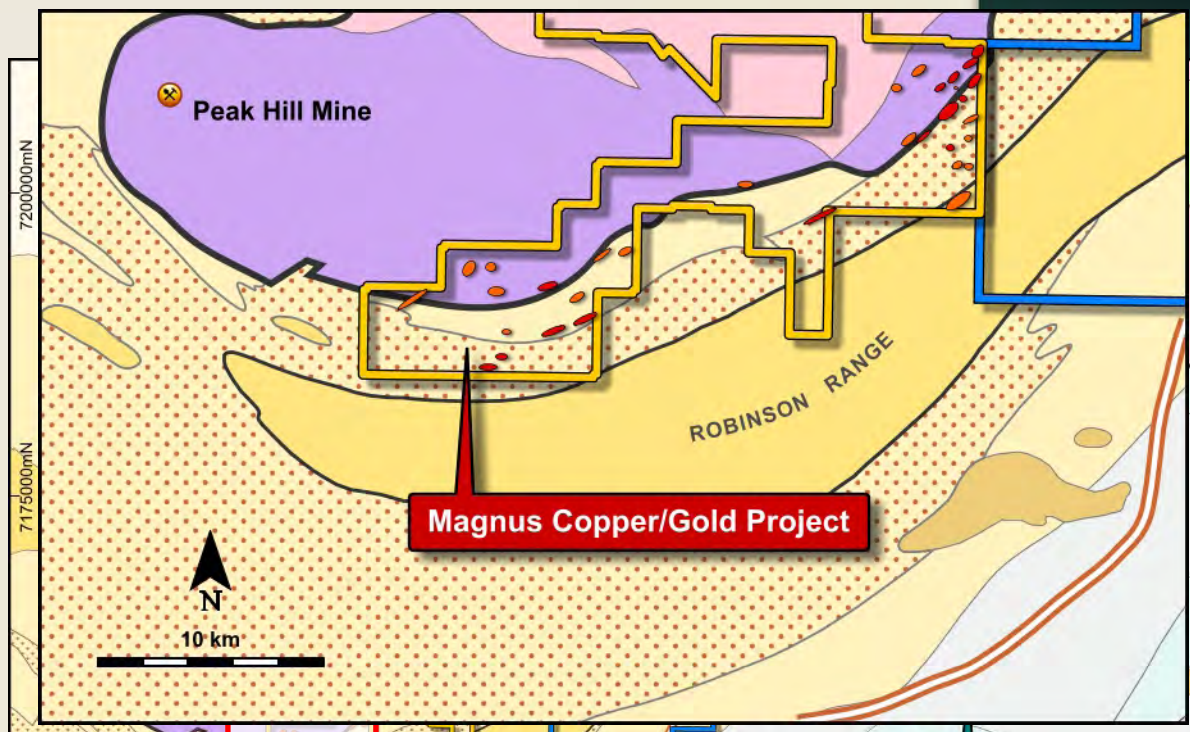 Peak Hill Mine
7200000mN
ROBINSON RANGE
7175000mN
Magnus Copper/Gold Project
N
10 km